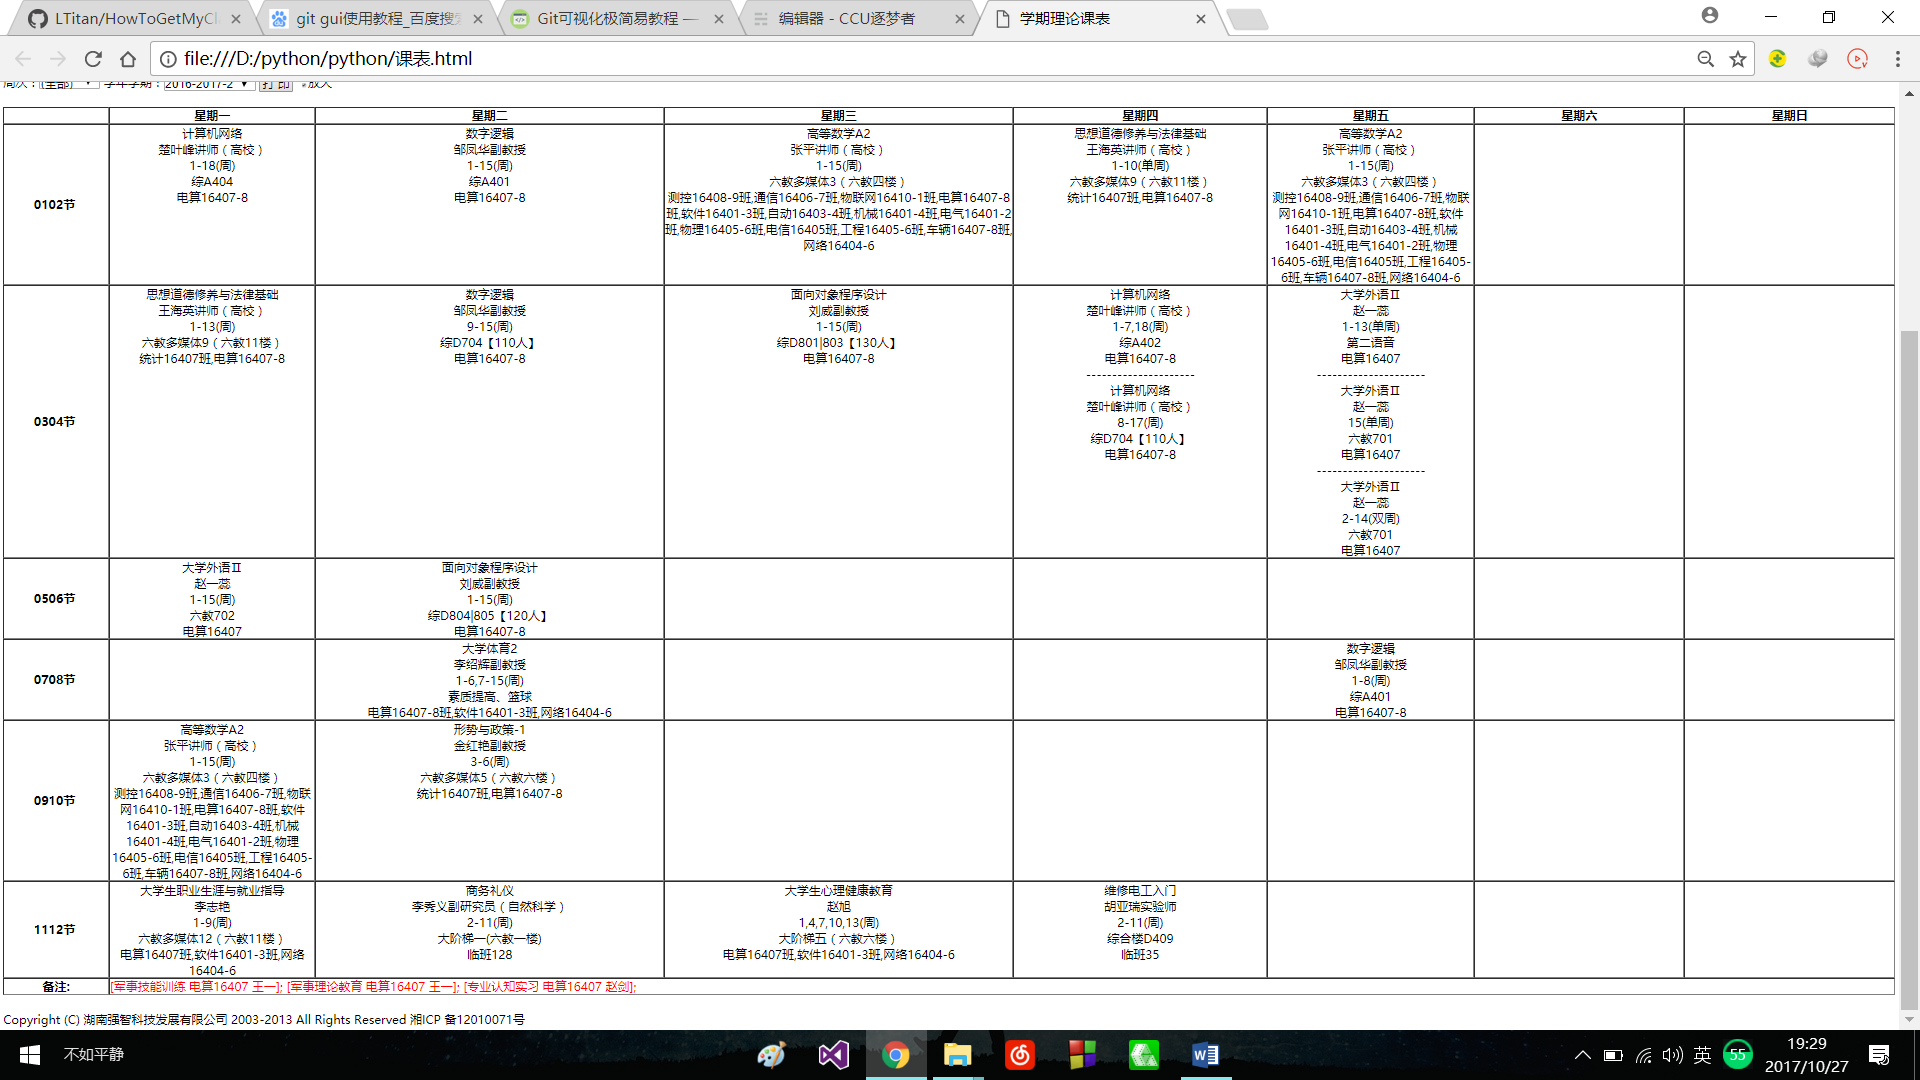 LTitan/HowToGetMyCl
git gui使用教程_百度搜
Git可视化极简易教程 —
编辑器 - CCU逐梦者
学期理论课表
file:///D:/python/python/课表.html
周次：(全部) 学年学期：2016-2017-2 打 印 放大
星期一 星期二 星期三 星期四 星期五 星期六 星期日
0102节
计算机网络
楚叶峰讲师（高校）
1-18(周)
综A404
电算16407-8
数字逻辑
邹凤华副教授
1-15(周)
综A401
电算16407-8
高等数学A2
张平讲师（高校）
1-15(周)
六教多媒体3（六教四楼）
测控16408-9班,通信16406-7班,物联网16410-1班,电算16407-8
班,软件16401-3班,自动16403-4班,机械16401-4班,电气16401-2
班,物理16405-6班,电信16405班,工程16405-6班,车辆16407-8班,
网络16404-6
思想道德修养与法律基础
王海英讲师（高校）
1-10(单周)
六教多媒体9（六教11楼）
统计16407班,电算16407-8
高等数学A2
张平讲师（高校）
1-15(周)
六教多媒体3（六教四楼）
测控16408-9班,通信16406-7班,物联
网16410-1班,电算16407-8班,软件
16401-3班,自动16403-4班,机械
16401-4班,电气16401-2班,物理
16405-6班,电信16405班,工程16405-
6班,车辆16407-8班,网络16404-6
0304节
思想道德修养与法律基础
王海英讲师（高校）
1-13(周)
六教多媒体9（六教11楼）
统计16407班,电算16407-8
数字逻辑
邹凤华副教授
9-15(周)
综D704【110人】
电算16407-8
面向对象程序设计
刘威副教授
1-15(周)
综D801|803【130人】
电算16407-8
计算机网络
楚叶峰讲师（高校）
1-7,18(周)
综A402
电算16407-8
---------------------
计算机网络
楚叶峰讲师（高校）
8-17(周)
综D704【110人】
电算16407-8
大学外语Ⅱ
赵一蕊
1-13(单周)
第二语音
电算16407
---------------------
大学外语Ⅱ
赵一蕊
15(单周)
六教701
电算16407
---------------------
大学外语Ⅱ
赵一蕊
2-14(双周)
六教701
电算16407
0506节
大学外语Ⅱ
赵一蕊
1-15(周)
六教702
电算16407
面向对象程序设计
刘威副教授
1-15(周)
综D804|805【120人】
电算16407-8
0708节
大学体育2
李绍辉副教授
1-6,7-15(周)
素质提高、篮球
电算16407-8班,软件16401-3班,网络16404-6
数字逻辑
邹凤华副教授
1-8(周)
综A401
电算16407-8
0910节
高等数学A2
张平讲师（高校）
1-15(周)
六教多媒体3（六教四楼）
测控16408-9班,通信16406-7班,物联
网16410-1班,电算16407-8班,软件
16401-3班,自动16403-4班,机械
16401-4班,电气16401-2班,物理
16405-6班,电信16405班,工程16405-
6班,车辆16407-8班,网络16404-6
形势与政策-1
金红艳副教授
3-6(周)
六教多媒体5（六教六楼）
统计16407班,电算16407-8
1112节
大学生职业生涯与就业指导
李志艳
1-9(周)
六教多媒体12（六教11楼）
电算16407班,软件16401-3班,网络
16404-6
商务礼仪
李秀义副研究员（自然科学）
2-11(周)
大阶梯一(六教一楼)
临班128
大学生心理健康教育
赵旭
1,4,7,10,13(周)
大阶梯五（六教六楼）
电算16407班,软件16401-3班,网络16404-6
维修电工入门
胡亚瑞实验师
2-11(周)
综合楼D409
临班35
备注: [军事技能训练 电算16407 王一]; [军事理论教育 电算16407 王一]; [专业认知实习 电算16407 赵剑];
Copyright (C) 湖南强智科技发展有限公司 2003-2013 All Rights Reserved 湘ICP 备12010071号
不如平静
英
55
19:29
2017/10/27